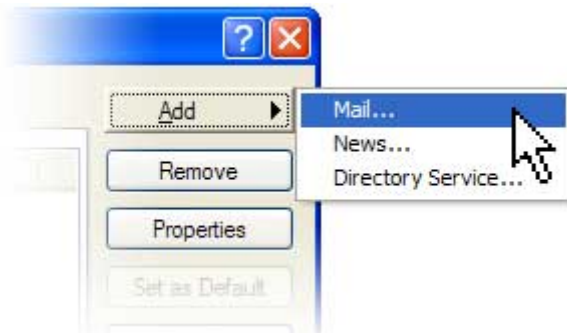 ?
Add
Mail...
News...
Directory Service...
Remove
Properties
Set as Default